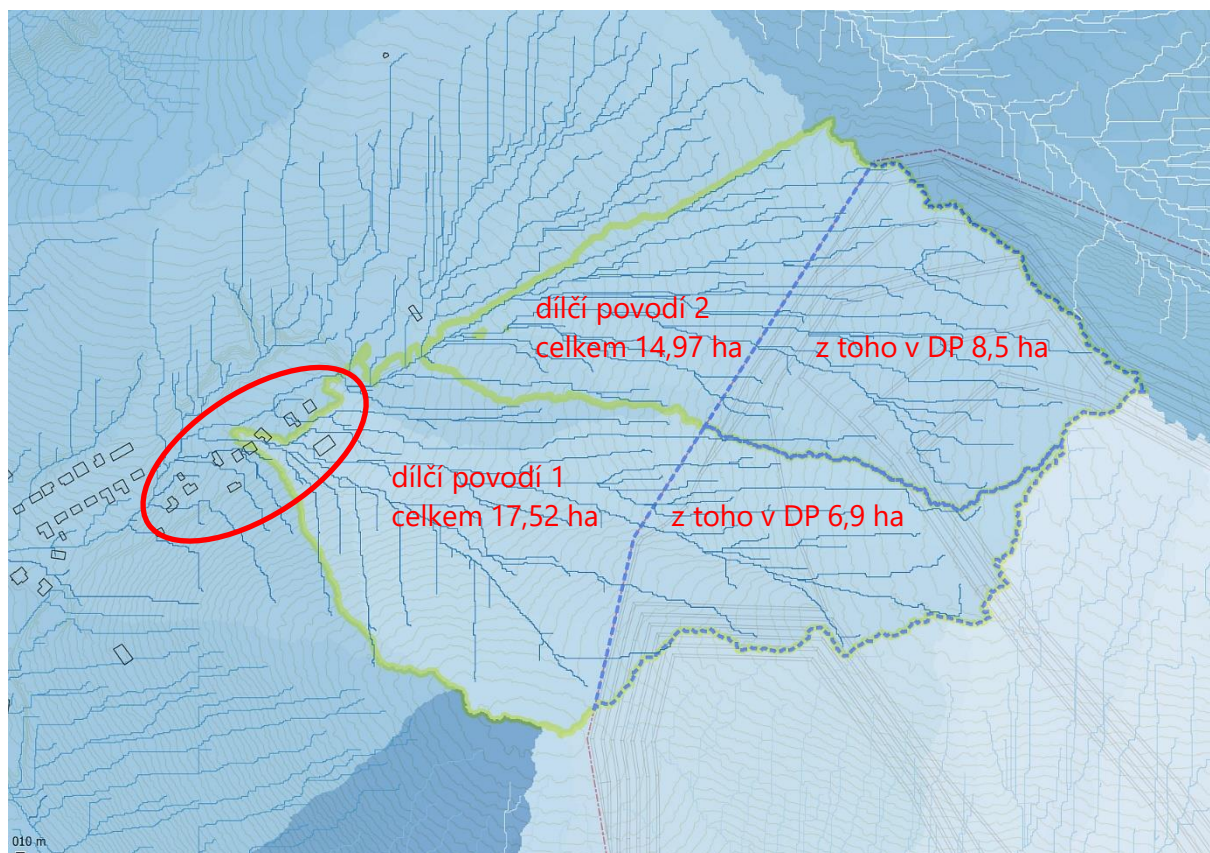 dílčí povodí 2
celkem 14,97 ha
z toho v DP 8,5 ha
dílčí povodí 1
celkem 17,52 ha
z toho v DP 6,9 ha
010 m